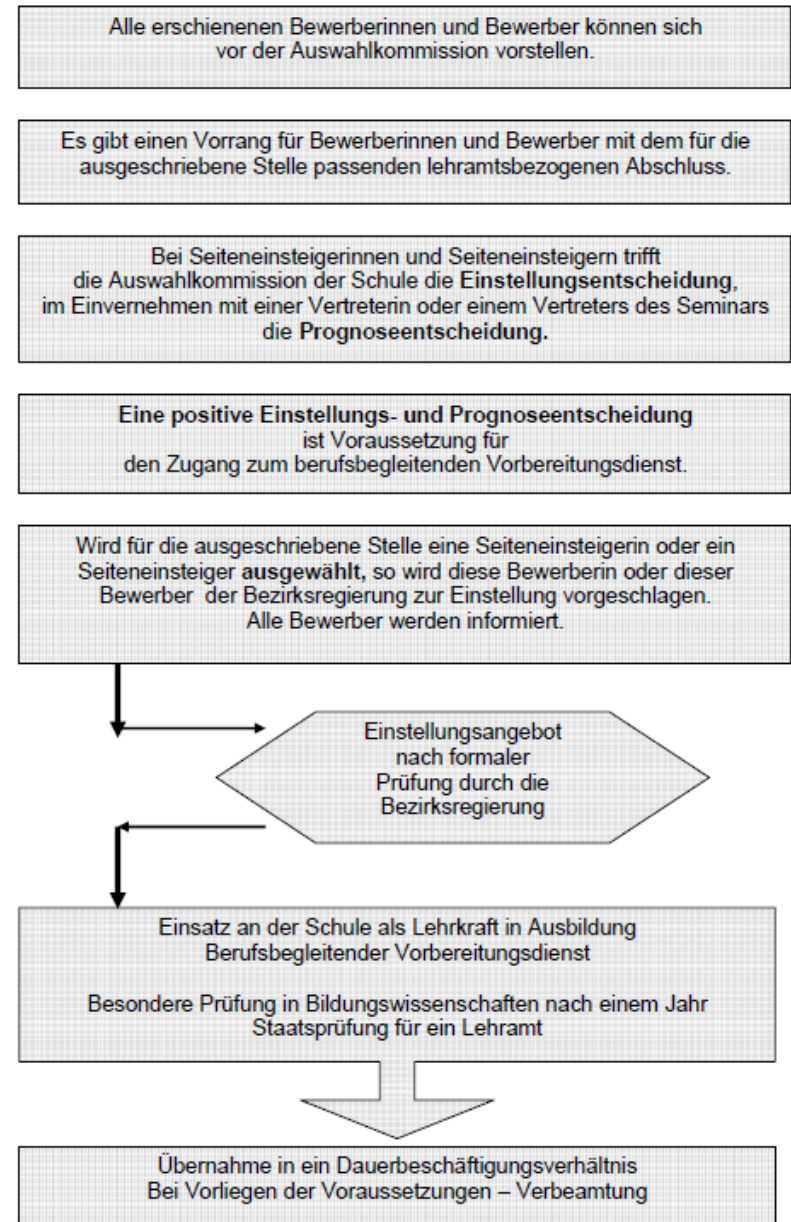 Alle erschienenen Bewerberinnen und Bewerber können sich
vor der Auswahlkommission vorstellen.
Es gibt einen Vorrang für Bewerberinnen und Bewerber mit dem für die
ausgeschriebene Stelle passenden lehramtsbezogenen Abschluss.
Bei Seiteneinsteigerinnen und Seiteneinsteigern trifft
die Auswahlkommission der Schule die Einstellungsentscheidung,
im Einvernehmen mit einer Vertreterin oder einem Vertreters des Seminars
die Prognoseentscheidung.
Eine positive Einstellungs- und Prognoseentscheidung
ist Voraussetzung für
den Zugang zum berufsbegleitenden Vorbereitungsdienst.
Wird für die ausgeschriebene Stelle eine Seiteneinsteigerin oder ein
Seiteneinsteiger ausgewählt, so wird diese Bewerberin oder dieser
Bewerber der Bezirksregierung zur Einstellung vorgeschlagen.
Alle Bewerber werden informiert.
Einstellungsangebot
nach formaler
Prüfung durch die
Bezirksregierung
Einsatz an der Schule als Lehrkraft in Ausbildung
Berufsbegleitender Vorbereitungsdienst
Besondere Prüfung in Bildungswissenschaften nach einem Jahr
Staatsprüfung für ein Lehramt
Übernahme in ein Dauerbeschäftigungsverhältnis
Bei Vorliegen der Voraussetzungen – Verbeamtung